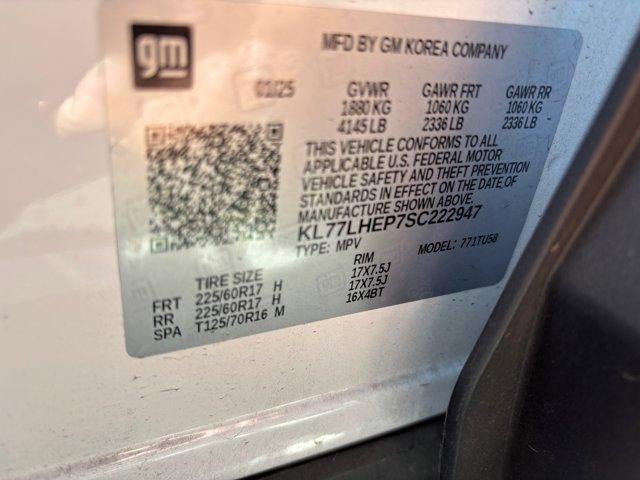 gm
MFD BY GM KOREA COMPANY
01/25 GVWR GAWR FRT GAWR RR
1880 KG 1060 KG 1060 KG
4145 LB 2336 LB 2336 LB
THIS VEHICLE CONFORMS TO ALL
APPLICABLE U.S. FEDERAL MOTOR
VEHICLE SAFETY AND THEFT PREVENTION
STANDARDS IN EFFECT ON THE DATE OF
MANUFACTURE SHOWN ABOVE.
KL77LHEP7SC222947
TYPE: MPV MODEL: 771TU58
TIRE SIZE RIM
FRT 225/60R17 H 17X7.5J
RR 225/60R17 H 17X7.5J
SPA T125/70R16 M 16X4BT